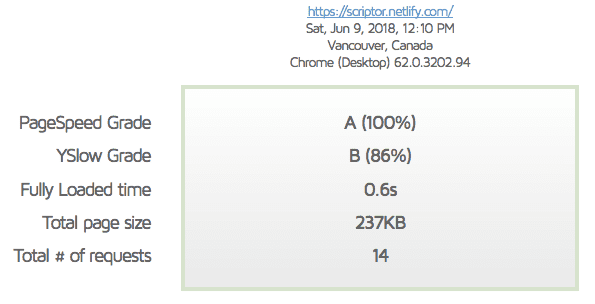 https://scriptor.netlify.com/
Sat, Jun 9, 2018, 12:10 PM
Vancouver, Canada
Chrome (Desktop) 62.0.3202.94
PageSpeed Grade A (100%)
YSlow Grade B (86%)
Fully Loaded time 0.6s
Total page size 237KB
Total # of requests 14